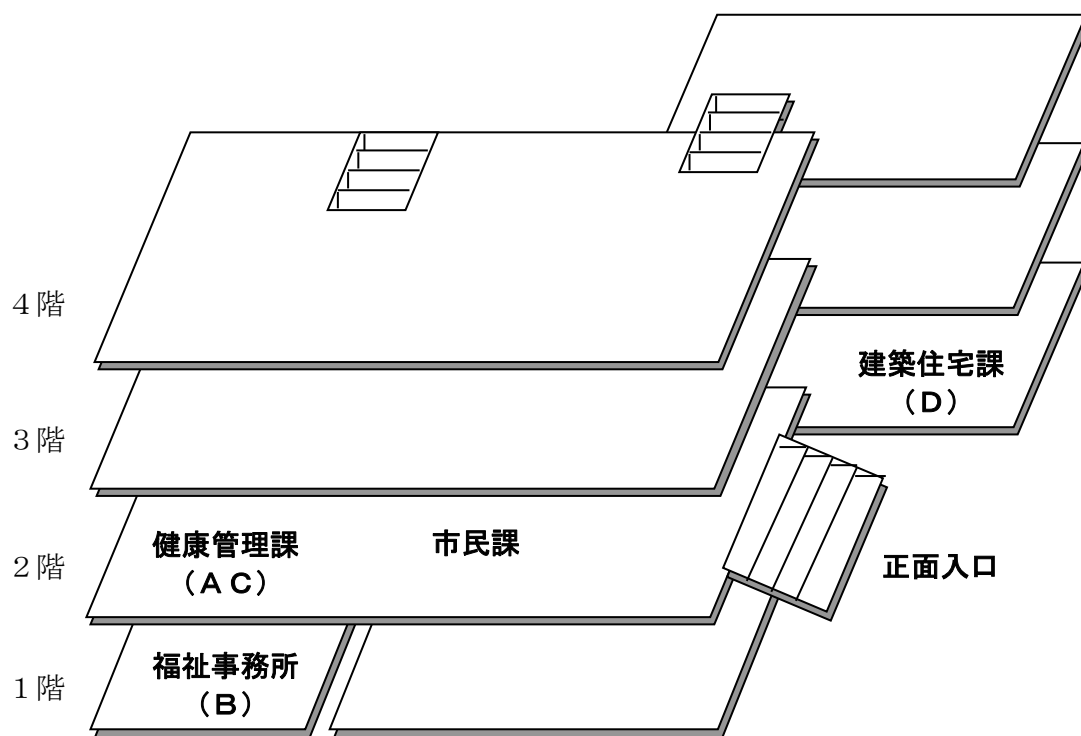 4階
建築住宅課
（D）
3階
健康管理課
（AC）
市民課
2階
正面入口
福祉事務所
（B）
1階